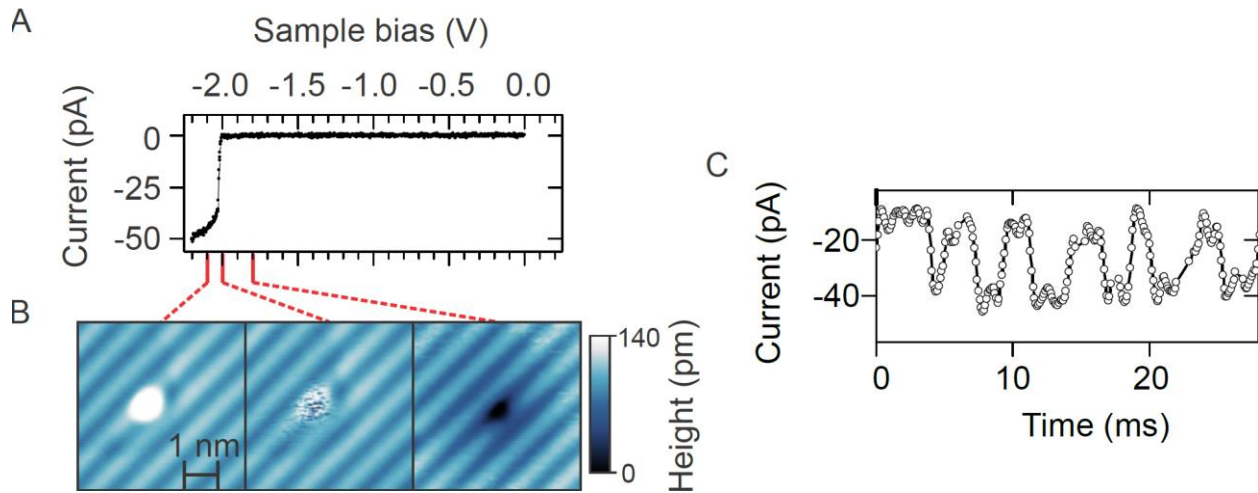 A
Sample bias (V)
-2.0 -1.5 -1.0 -0.5 0.0
Current (pA)
0
-25
-50
B
1 nm
140
Height (pm)
0
C
Current (pA)
-20
-40
0 10 20
Time (ms)